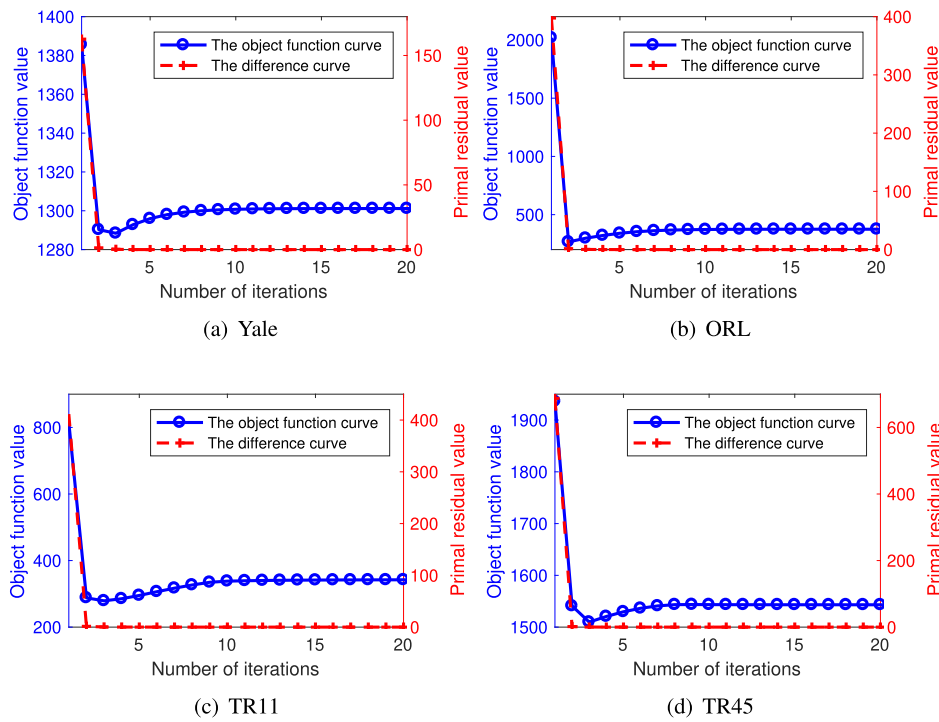 1400
1380
1360
1340
1320
1300
1280
Object function value
The object function curve
The difference curve
150
100
50
0
Primal residual value
5 10 15 20
Number of iterations
(a) Yale
2000
1500
1000
500
Object function value
The object function curve
The difference curve
400
300
200
100
0
Primal residual value
5 10 15 20
Number of iterations
(b) ORL
800
600
400
200
Object function value
The object function curve
The difference curve
400
300
200
100
0
Primal residual value
5 10 15 20
Number of iterations
(c) TR11
1900
1800
1700
1600
1500
Object function value
The object function curve
The difference curve
600
400
200
0
Primal residual value
5 10 15 20
Number of iterations
(d) TR45